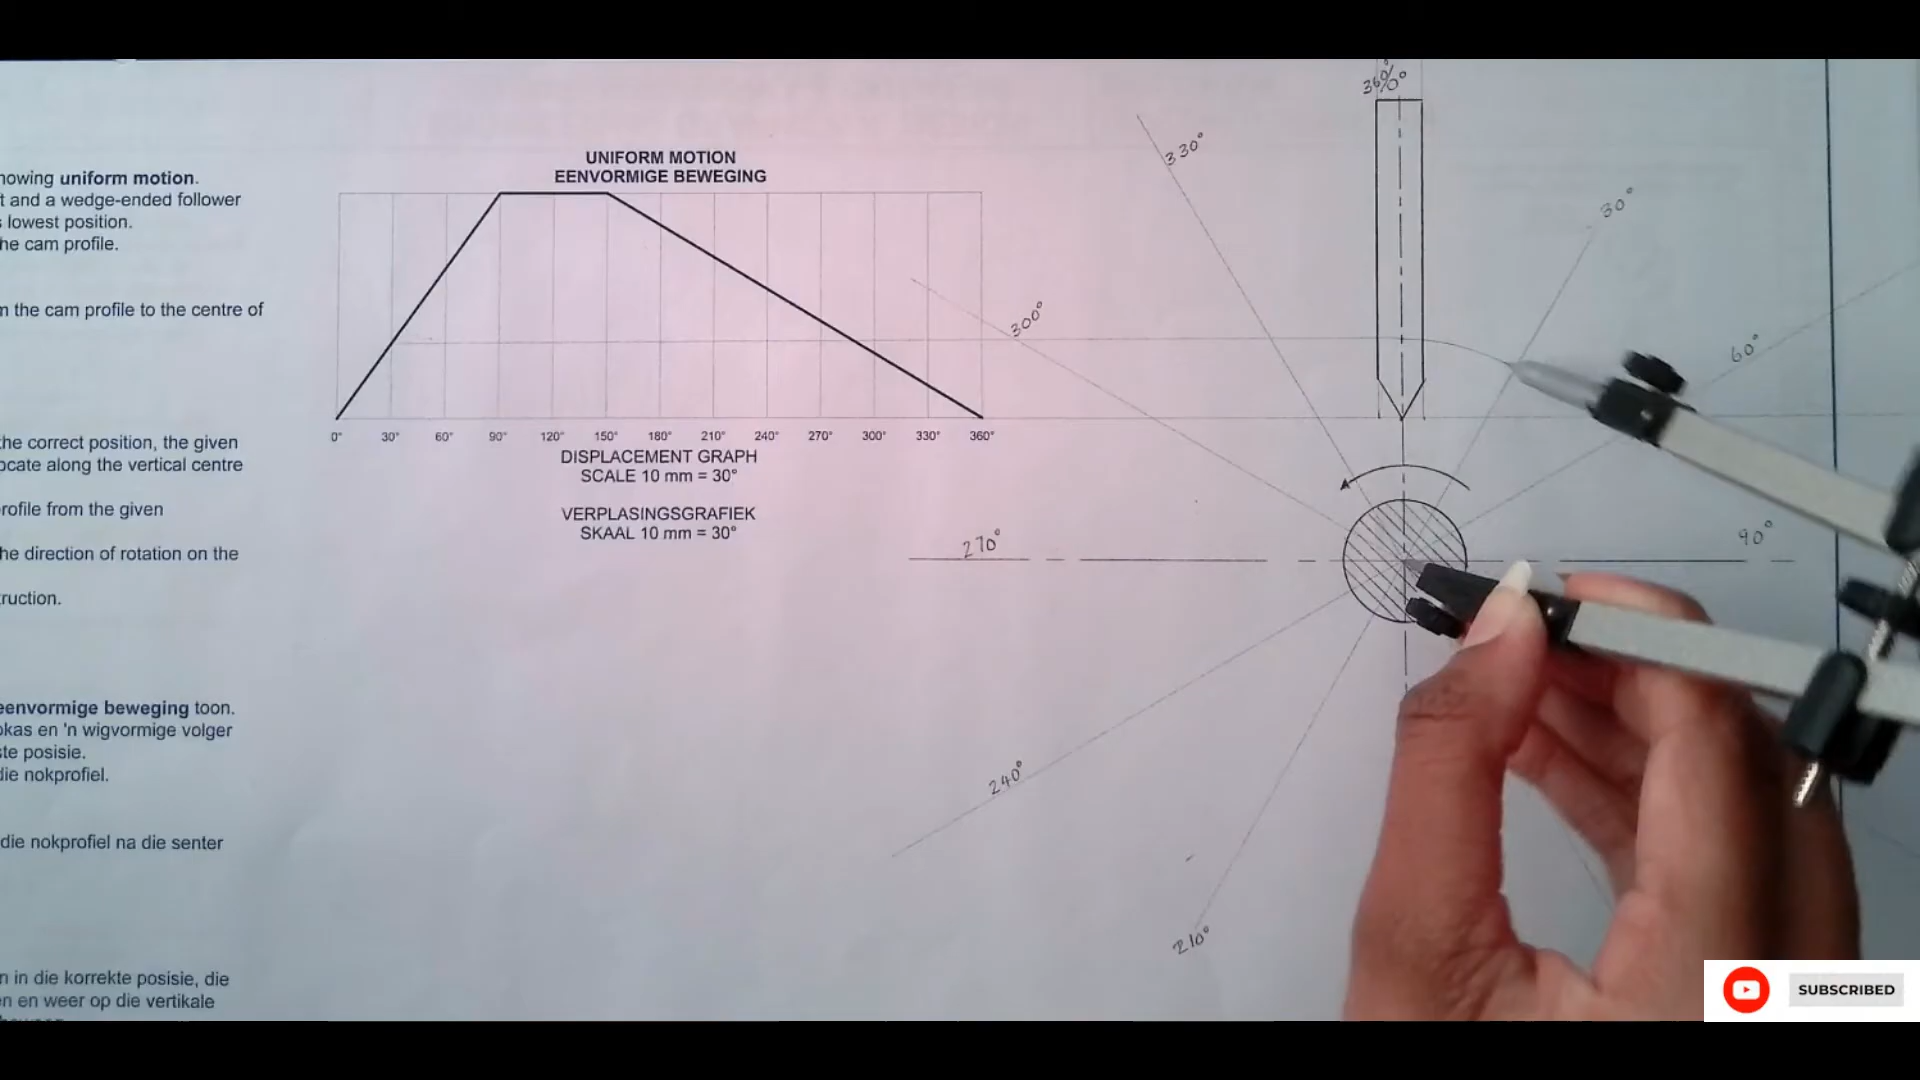 howing uniform motion.
t and a wedge-ended follower
s lowest position.
he cam profile.
m the cam profile to the centre of
the correct position, the given
ocate along the vertical centre
rofile from the given
he direction of rotation on the
truction.
eenvormige beweging toon.
okas en 'n wigvormige volger
ste posisie.
die nokprofiel.
die nokprofiel na die senter
n in die korrekte posisie, die
en en weer op die vertikale
UNIFORM MOTION
EENVORMIGE BEWEGING
0° 30° 60° 90° 120° 150° 180° 210° 240° 270° 300° 330° 360°
DISPLACEMENT GRAPH
SCALE 10 mm = 30°
VERPLASINGSGRAFIEK
SKAAL 10 mm = 30°
360°/0°
330°
30°
300°
60°
270°
90°
240°
210°
SUBSCRIBED